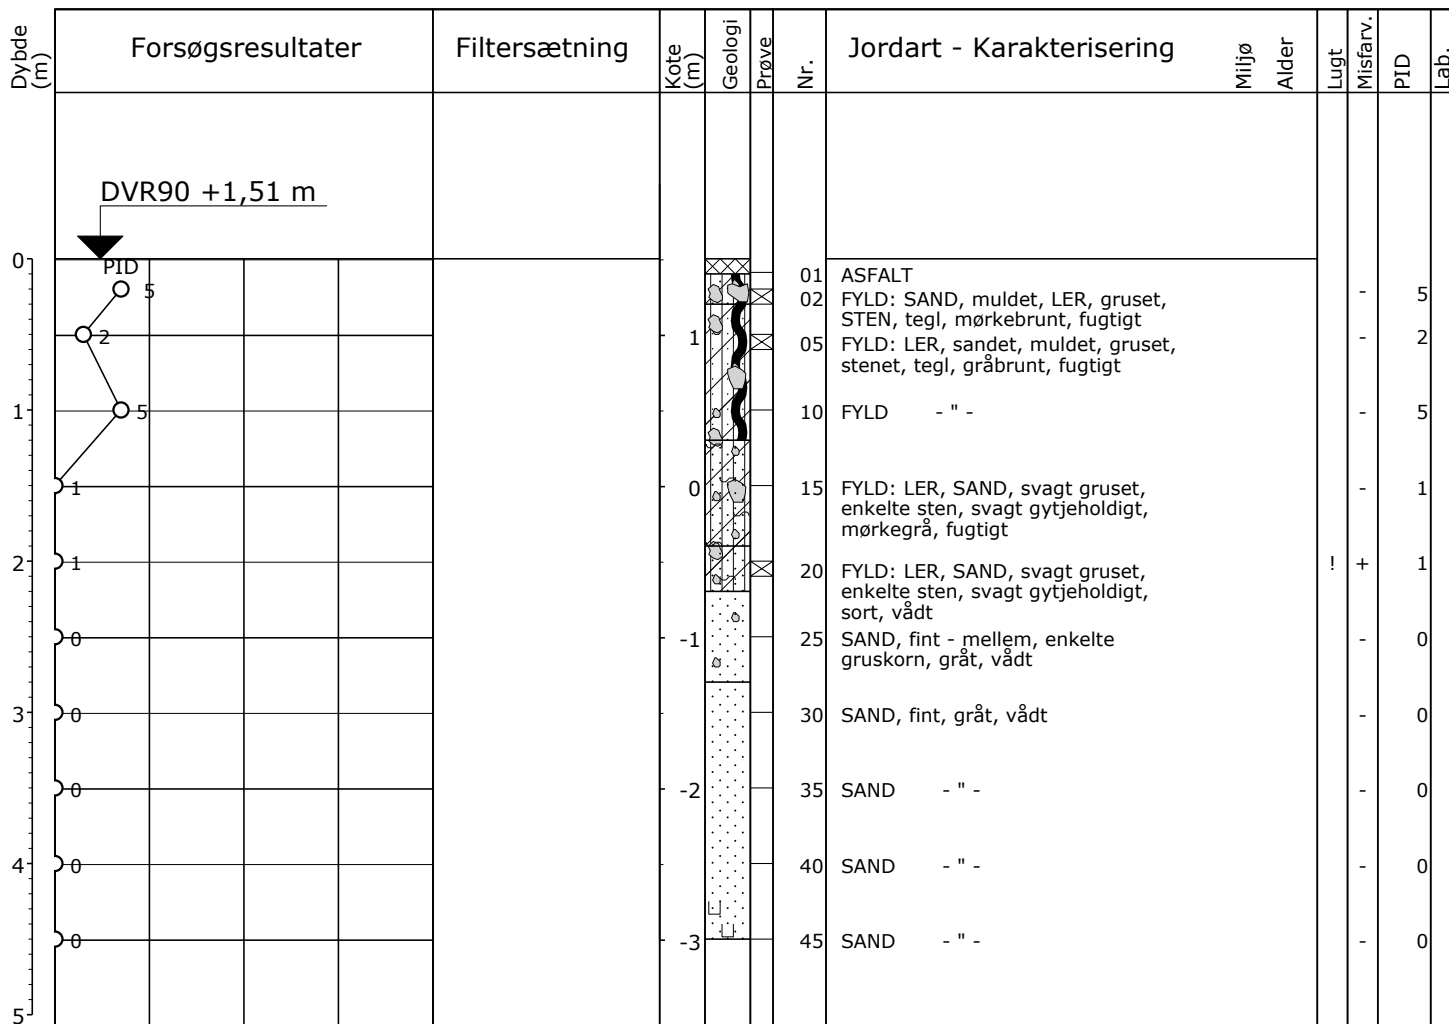 Dybde (m)
Forsøgsresultater
Filtersætning
Kote (m)
Geologi
Prøve
Nr.
Jordart - Karakterisering
Miljø
Alder
Lugt
Misfarv.
PID
Lab.
DVR90 +1,51 m
0
PID
01 ASFALT
5
02 FYLD: SAND, muldet, LER, gruset, - 5
STEN, tegl, mørkebrunt, fugtigt
2 1 05 FYLD: LER, sandet, muldet, gruset, - 2
stenet, tegl, gråbrunt, fugtigt
1 5 10 FYLD - " - - 5
1 0 15 FYLD: LER, SAND, svagt gruset, - 1
enkelte sten, svagt gytjeholdigt,
mørkegrå, fugtigt
2 1 20 FYLD: LER, SAND, svagt gruset, ! + 1
enkelte sten, svagt gytjeholdigt,
sort, vådt
0 -1 25 SAND, fint - mellem, enkelte - 0
gruskorn, gråt, vådt
3 0 30 SAND, fint, gråt, vådt - 0
0 -2 35 SAND - " - - 0
4 0 40 SAND - " - - 0
0 -3 45 SAND - " - - 0
5